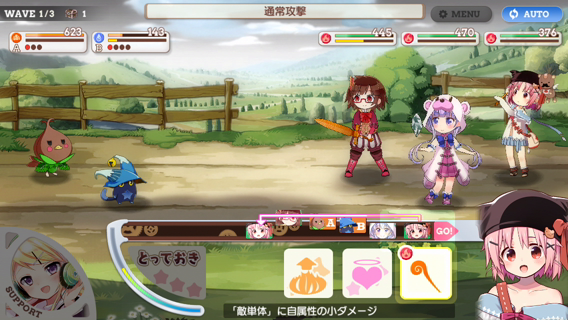 WAVE 1/3
1
通常攻撃
MENU
AUTO
623
143
445
470
376
A
B
A
B
GO!
とっておき
SUPPORT
「敵単体」に自属性の小ダメージ